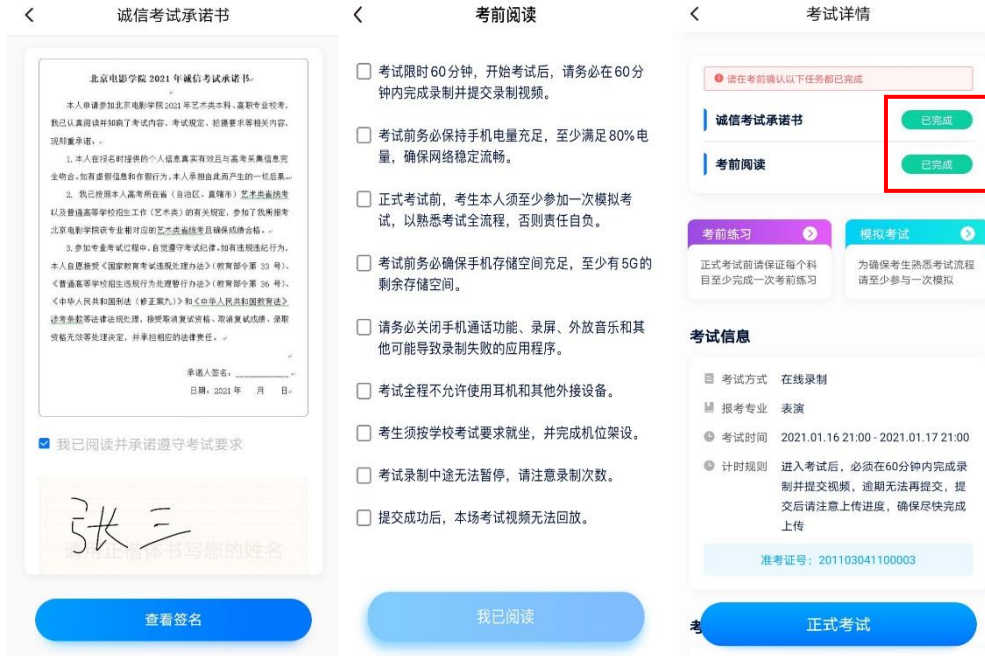 诚信考试承诺书
北京电影学院 2021 年诚信考试承诺书
本人申请参加北京电影学院2021年艺术类本科、高职专业校考。
我已认真阅读并知晓了考试内容、考试规定、拍摄要求等相关内容，
现郑重承诺：
1. 本人在报名时提供的个人信息真实有效且与高考采集信息完
全吻合，如有虚假信息和作假行为，本人承担由此而产生的一切后果。
2. 我已按照本人高考所在省（自治区、直辖市）艺术类省统考
以及普通高等学校招生工作（艺术类）的有关规定，参加了我所报考
北京电影学院该专业相对应的艺术类省统考且确保成绩合格。
3. 参加专业考试过程中，自觉遵守考试纪律，如有违规违纪行为，
本人自愿接受《国家教育考试违规处理办法》（教育部令第 33 号）、
《普通高等学校招生违规行为处理暂行办法》（教育部令第 36 号）、
《中华人民共和国刑法（修正案九）》和《中华人民共和国教育法》
涉考条款等法律法规处理，接受取消复试资格、取消复试成绩、录取
资格无效等处理决定，并承担相应的法律责任。
承诺人签名：____________
日期：2021 年 月 日
我已阅读并承诺遵守考试要求
张三
请用正楷体书写您的姓名
查看签名
考前阅读
考试限时60分钟，开始考试后，请务必在60分
钟内完成录制并提交录制视频。
考试前务必保持手机电量充足，至少满足80%电
量，确保网络稳定流畅。
正式考试前，考生本人须至少参加一次模拟考
试，以熟悉考试全流程，否则责任自负。
考试前务必确保手机存储空间充足，至少有5G的
剩余存储空间。
请务必关闭手机通话功能、录屏、外放音乐和其
他可能导致录制失败的应用程序。
考试全程不允许使用耳机和其他外接设备。
考生须按学校考试要求就坐，并完成机位架设。
考试录制中途无法暂停，请注意录制次数。
提交成功后，本场考试视频无法回放。
我已阅读
考试详情
请在考前确认以下任务都已完成
诚信考试承诺书 已完成
考前阅读 已完成
考前练习
正式考试前请保证每个科
目至少完成一次考前练习
模拟考试
为确保考生熟悉考试流程
请至少参与一次模拟
考试信息
考试方式 在线录制
报考专业 表演
考试时间 2021.01.16 21:00 - 2021.01.17 21:00
计时规则 进入考试后，必须在60分钟内完成录
制并提交视频，逾期无法再提交，提
交后请注意上传进度，确保尽快完成
上传
准考证号：201103041100003
考
正式考试